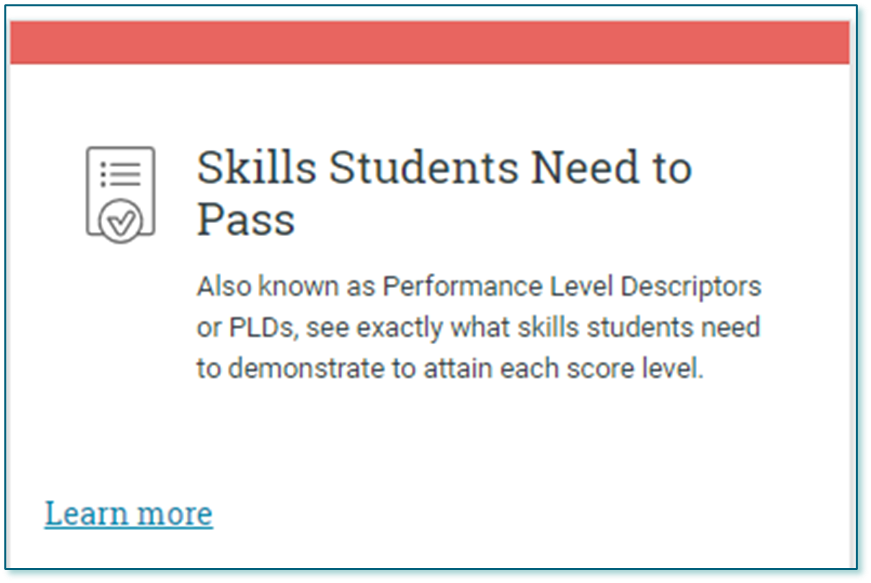 Skills Students Need to
Pass
Also known as Performance Level Descriptors
or PLDs, see exactly what skills students need
to demonstrate to attain each score level.
Learn more